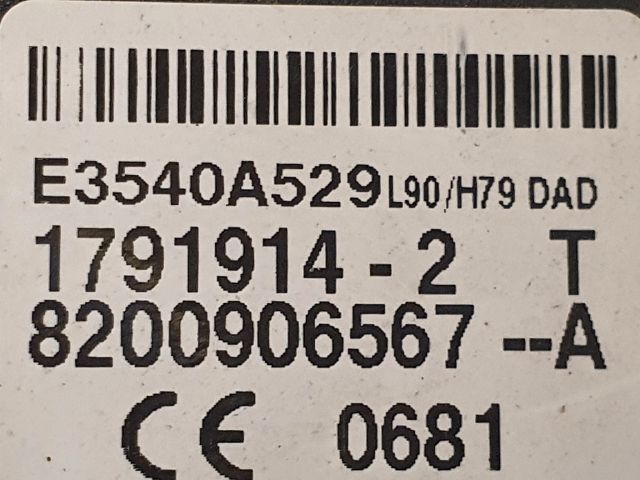 E3540A529 L90/H79 DAD
1791914-2 T
8200906567--A
CE 0681